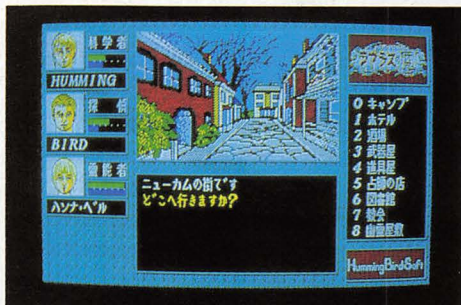 科学者
HUMMING
探偵
BIRD
霊能者
ハンナ・ベル
ニューカムの街です
どこへ行きますか?
ラプラスの魔
0 キャンプ
1 ホテル
2 酒場
3 武器屋
4 道具屋
5 占師の店
6 図書館
7 教会
8 幽霊屋敷
HummingBirdSoft